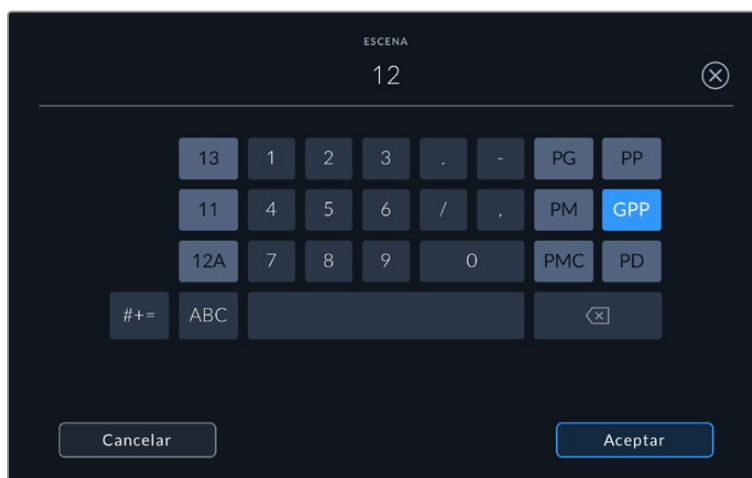 ESCENA
12
13 1 2 3 . - PG PP
11 4 5 6 / , PM GPP
12A 7 8 9 0 PMC PD
#+= ABC
Cancelar Aceptar